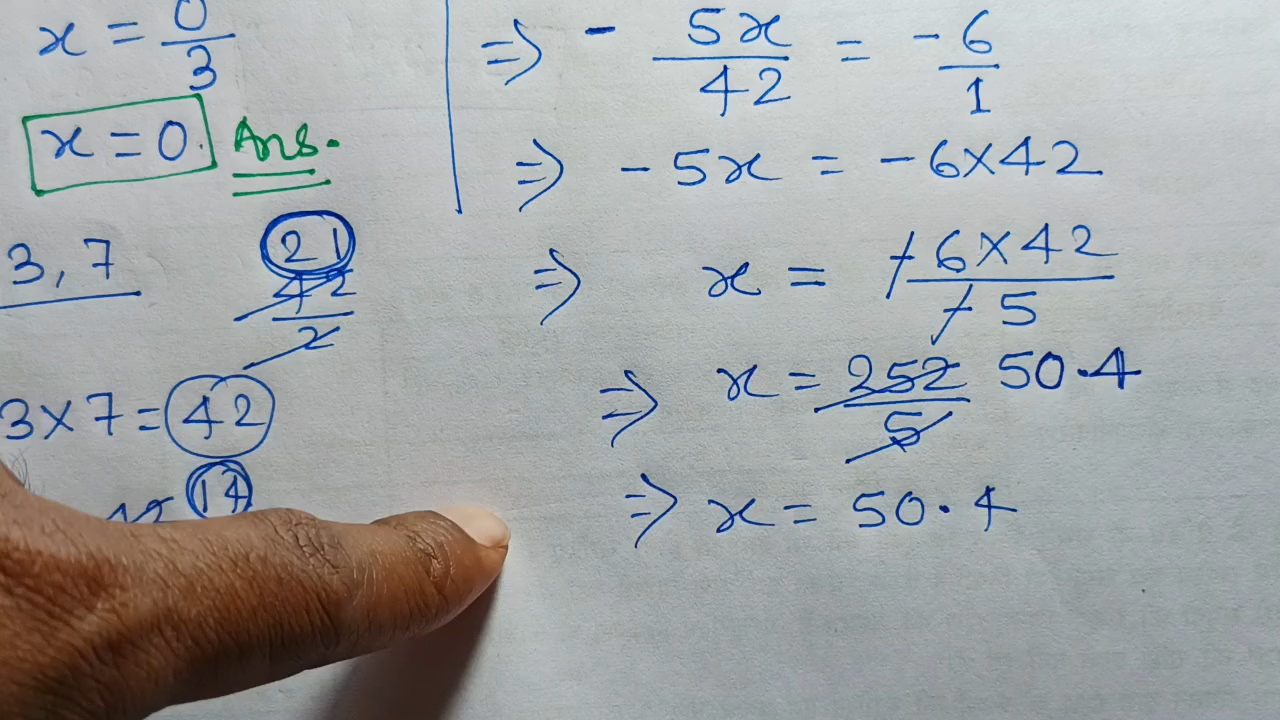 x = 0/3
x = 0. Ans.
3, 7
21
42/2
3×7=42
42 14
⇒ - 5x/42 = -6/1
⇒ -5x = -6×42
⇒ x = -6×42/-5
⇒ x = 252/5 50.4
⇒ x = 50.4